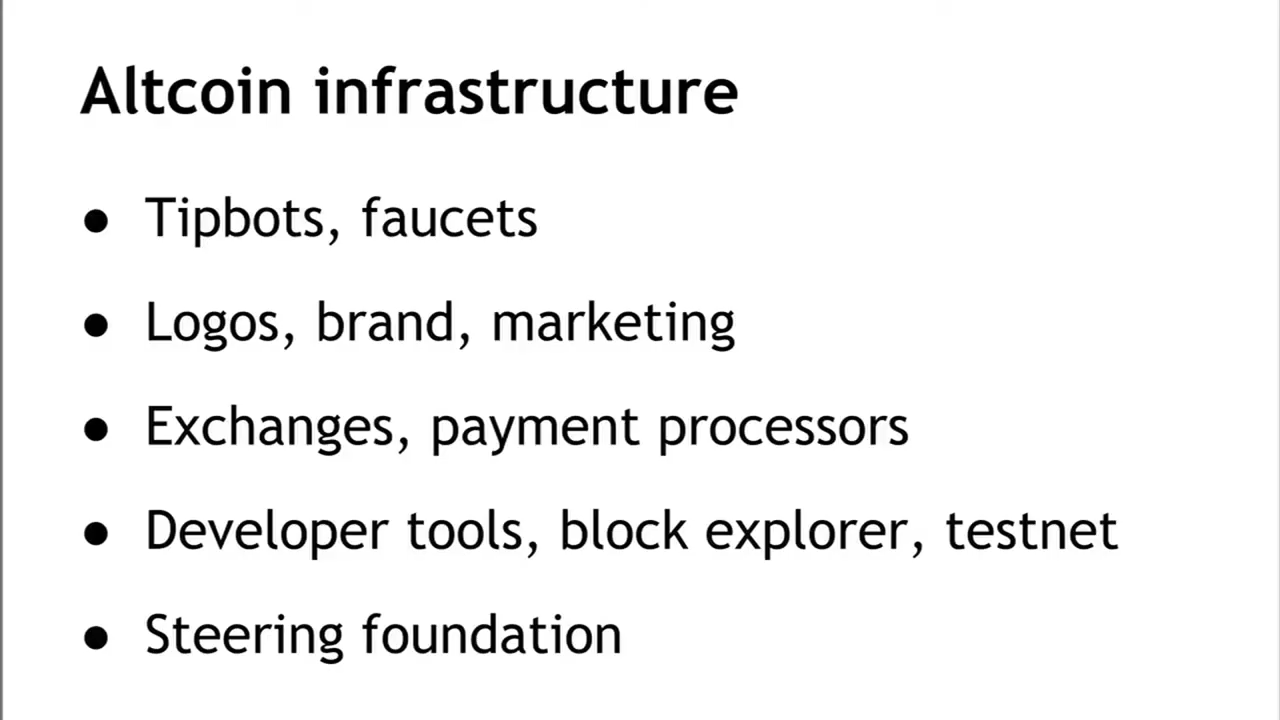 Altcoin infrastructure
● Tipbots, faucets
● Logos, brand, marketing
● Exchanges, payment processors
● Developer tools, block explorer, testnet
● Steering foundation